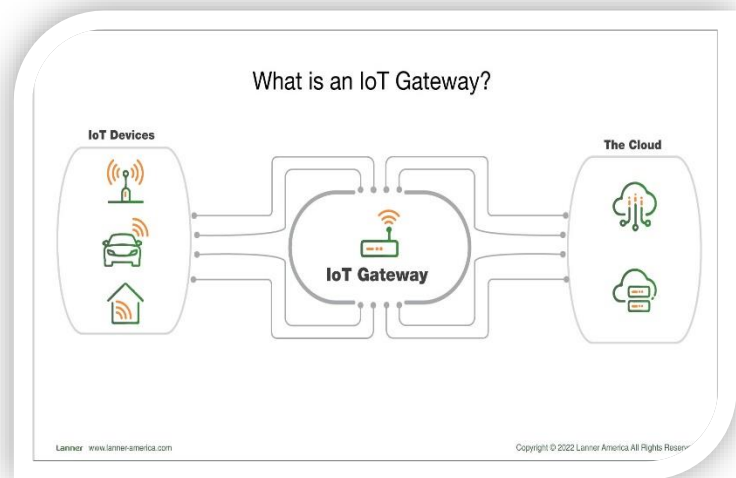 What is an IoT Gateway?
IoT Devices
The Cloud
IoT Gateway
Lanner www.lanner-america.com
Copyright © 2022 Lanner America All Rights